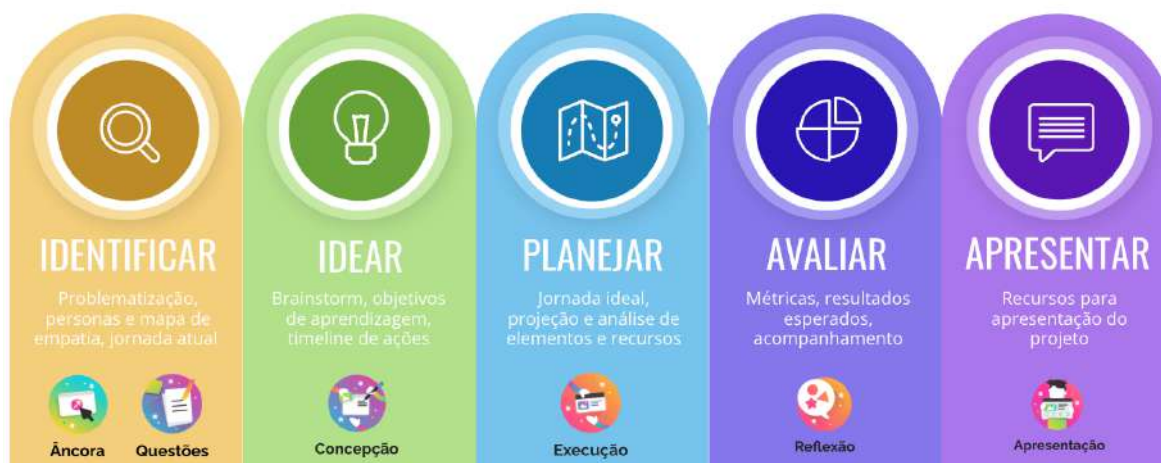 IDENTIFICAR
Problematização,
personas e mapa de
empatia, jornada atual
Âncora
Questões
IDEAR
Brainstorm, objetivos
de aprendizagem,
timeline de ações
Concepção
PLANEJAR
Jornada ideal,
projeção e análise de
elementos e recursos
Execução
AVALIAR
Métricas, resultados
esperados,
acompanhamento
Reflexão
APRESENTAR
Recursos para
apresentação do
projeto
Apresentação